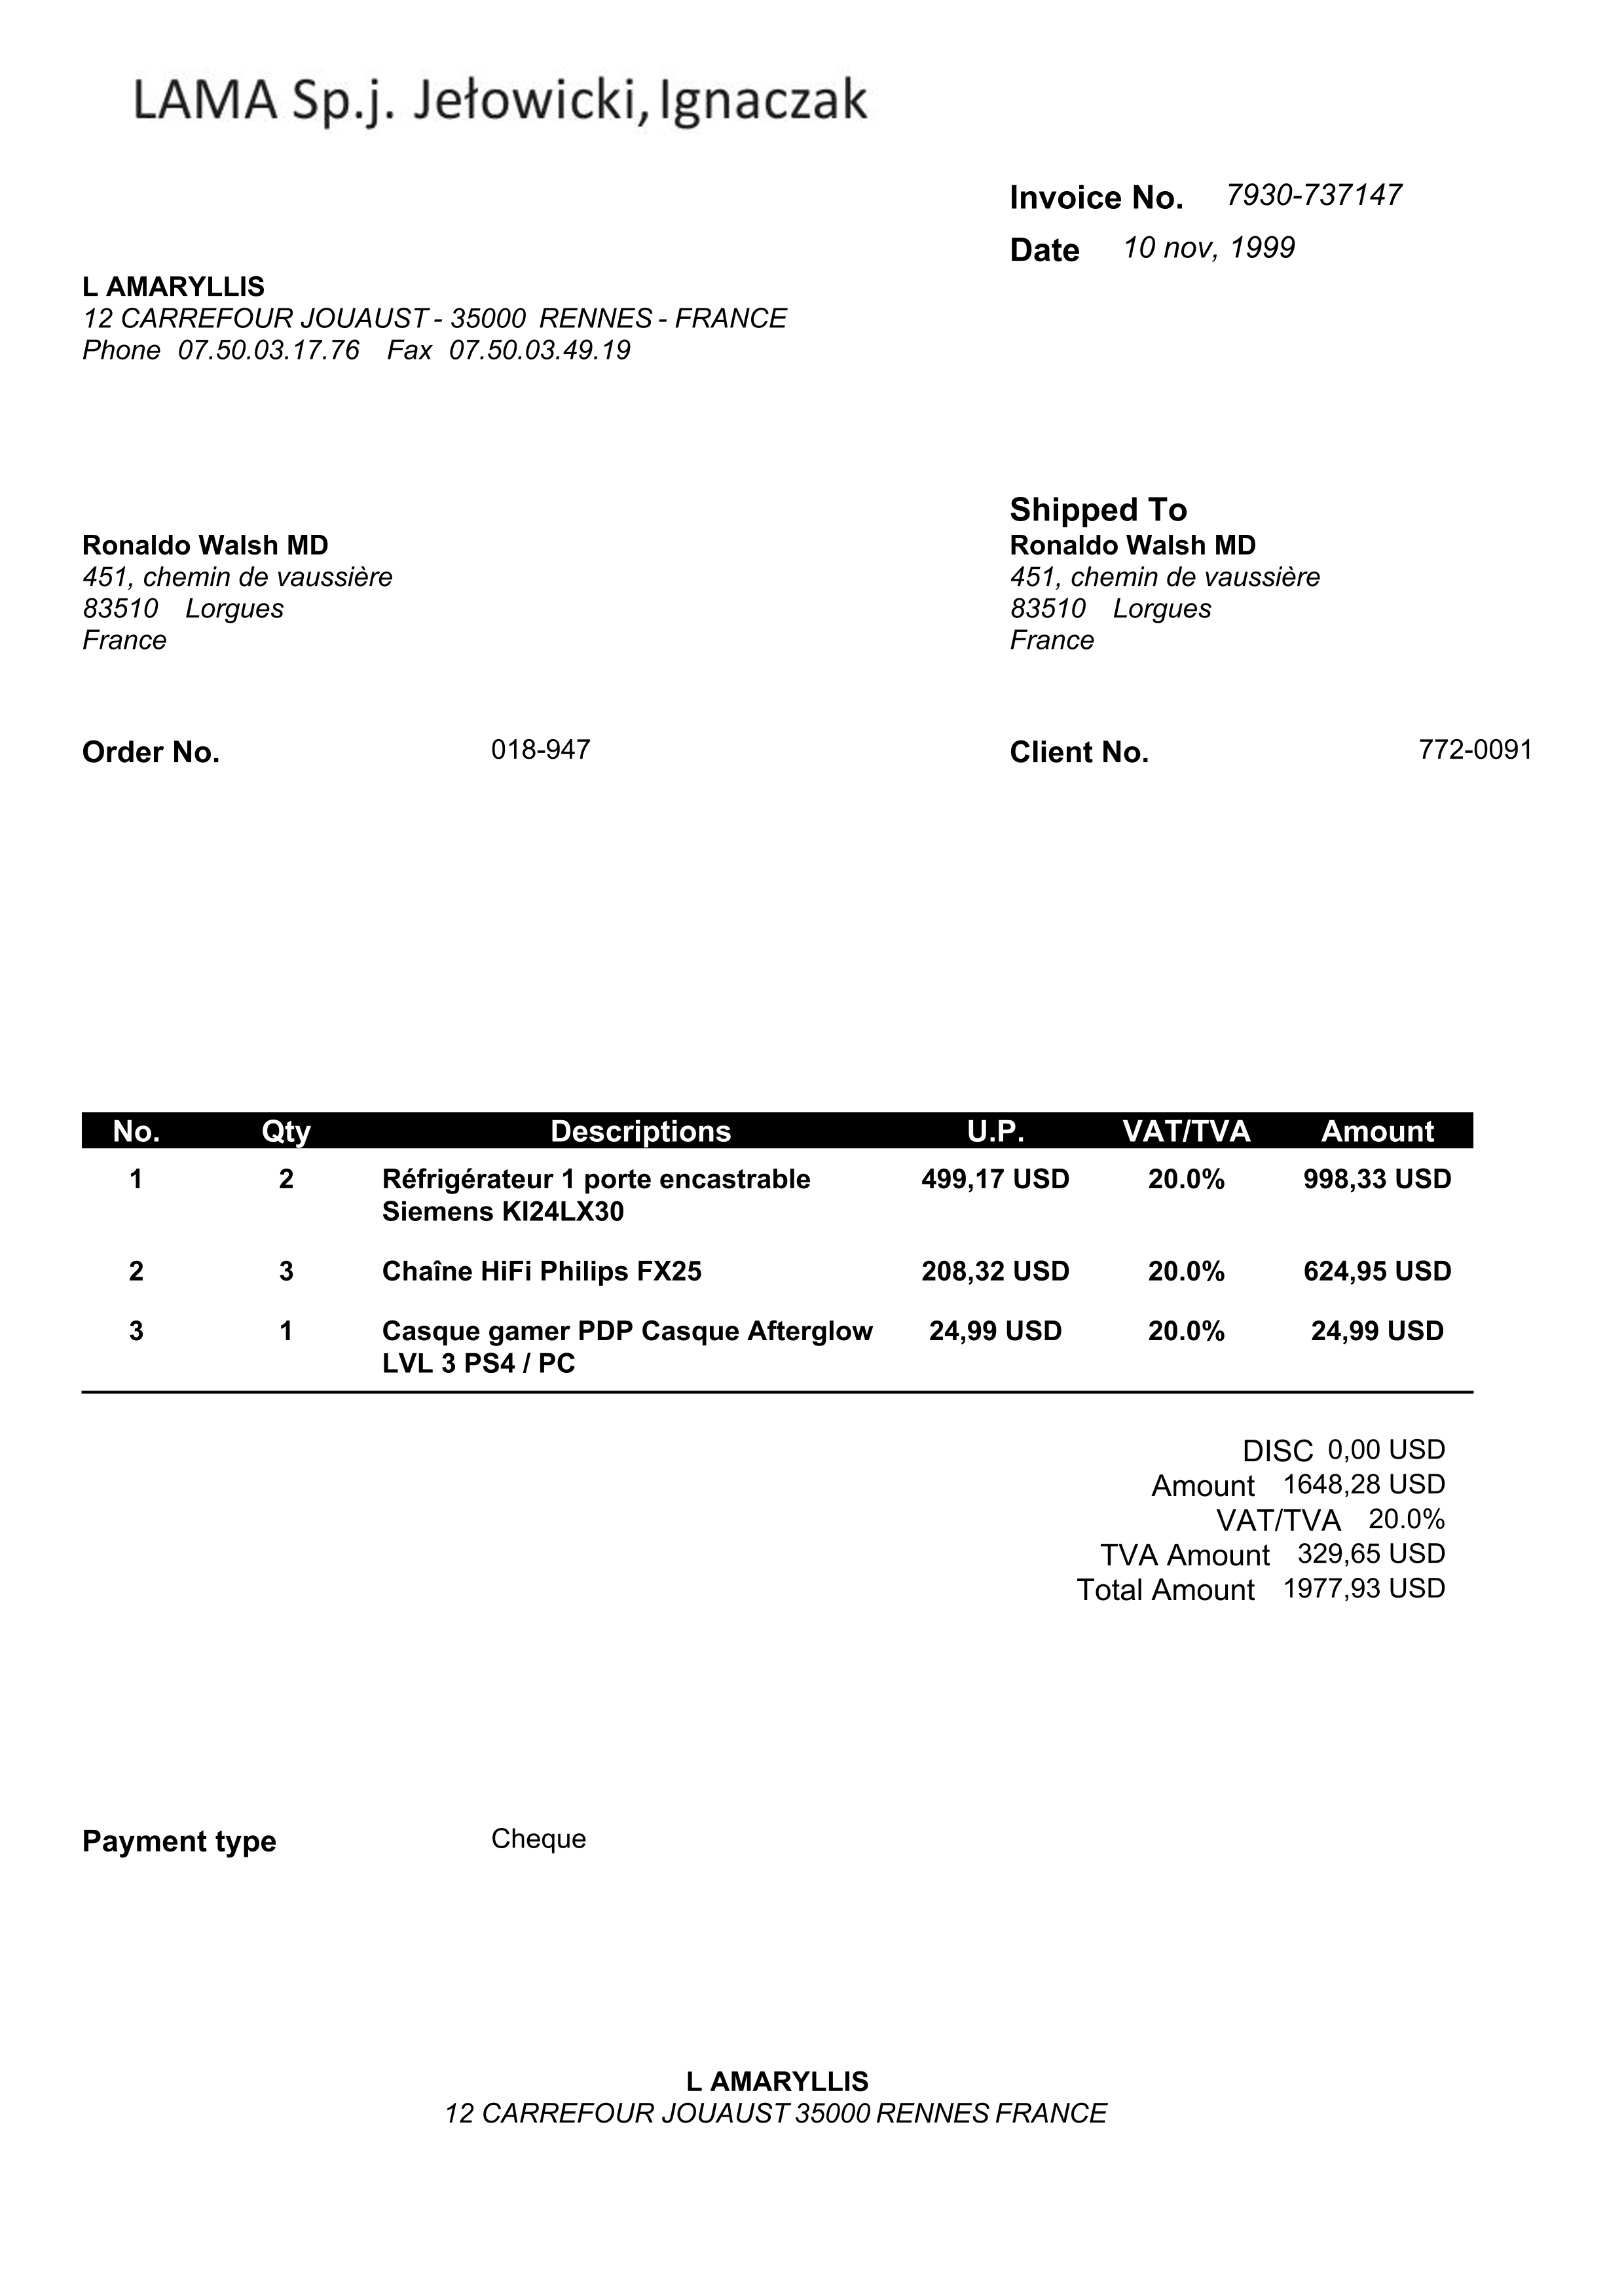 LAMA Sp.j. Jełowicki, Ignaczak
Invoice No. 7930-737147
Date 10 nov, 1999
L AMARYLLIS
12 CARREFOUR JOUAUST - 35000 RENNES - FRANCE
Phone 07.50.03.17.76 Fax 07.50.03.49.19
Shipped To
Ronaldo Walsh MD Ronaldo Walsh MD
451, chemin de vaussière 451, chemin de vaussière
83510 Lorgues 83510 Lorgues
France France
Order No. 018-947 Client No. 772-0091
No. Qty Descriptions U.P. VAT/TVA Amount
1 2 Réfrigérateur 1 porte encastrable 499,17 USD 20.0% 998,33 USD
Siemens KI24LX30
2 3 Chaîne HiFi Philips FX25 208,32 USD 20.0% 624,95 USD
3 1 Casque gamer PDP Casque Afterglow 24,99 USD 20.0% 24,99 USD
LVL 3 PS4 / PC
DISC 0,00 USD
Amount 1648,28 USD
VAT/TVA 20.0%
TVA Amount 329,65 USD
Total Amount 1977,93 USD
Payment type Cheque
L AMARYLLIS
12 CARREFOUR JOUAUST 35000 RENNES FRANCE